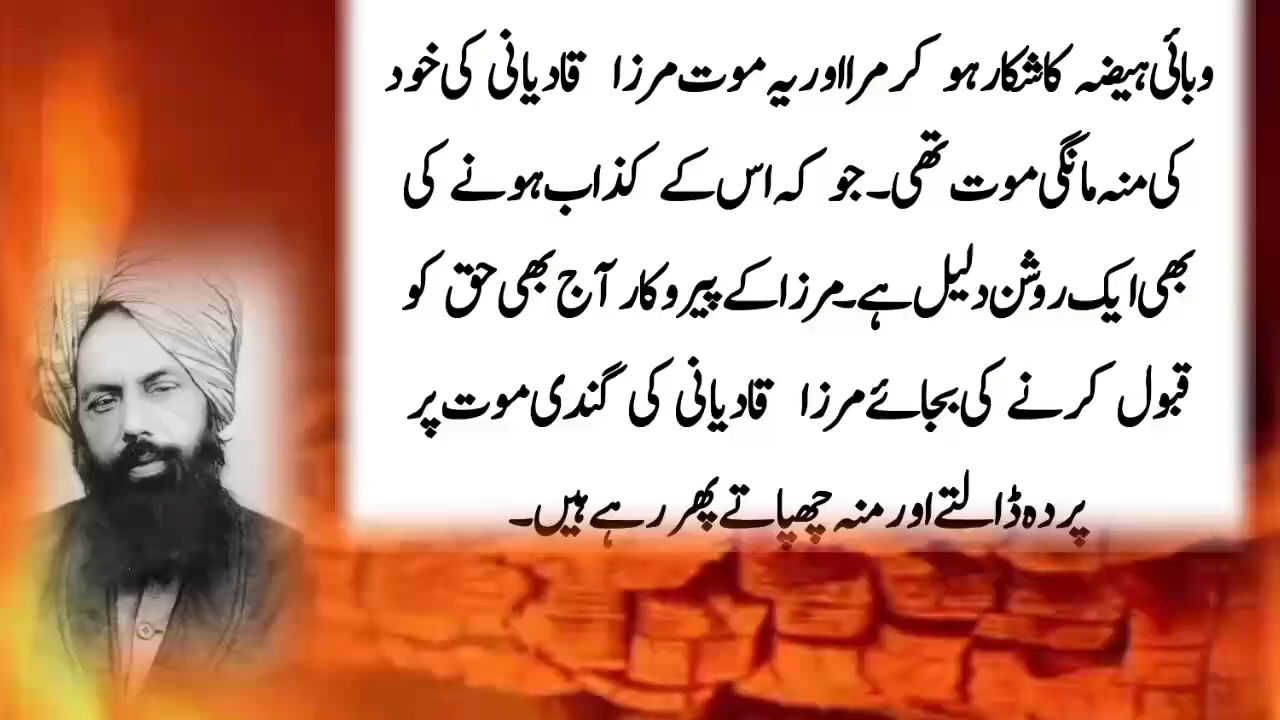 وبائی ہیضہ کا شکار ہو کر مرا اور یہ موت مرزا قادیانی کی خود
کی منہ مانگی موت تھی۔ جو کہ اس کے کذاب ہونے کی
بھی ایک روشن دلیل ہے۔ مرزا کے پیروکار آج بھی حق کو
قبول کرنے کی بجائے مرزا قادیانی کی گندی موت پر
پردہ ڈالتے اور منہ چھپاتے پھر رہے ہیں۔